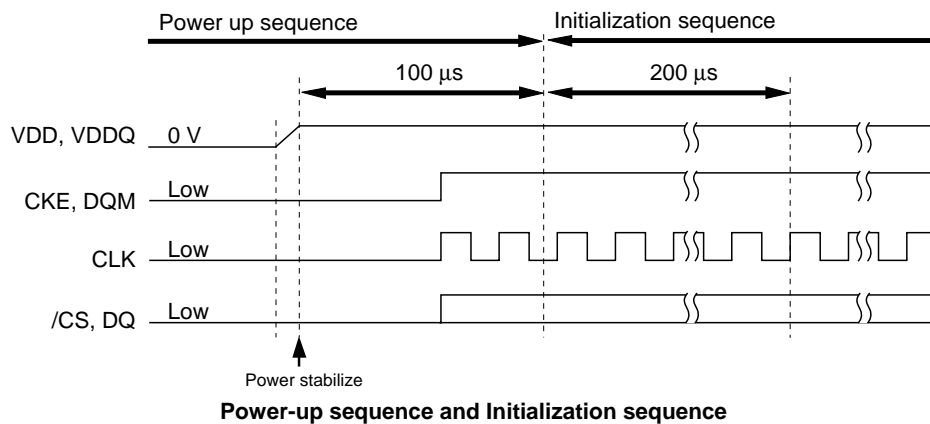 Power up sequence
Initialization sequence
100 µs
200 µs
VDD, VDDQ
0 V
CKE, DQM
Low
CLK
Low
/CS, DQ
Low
Power stabilize
Power-up sequence and Initialization sequence